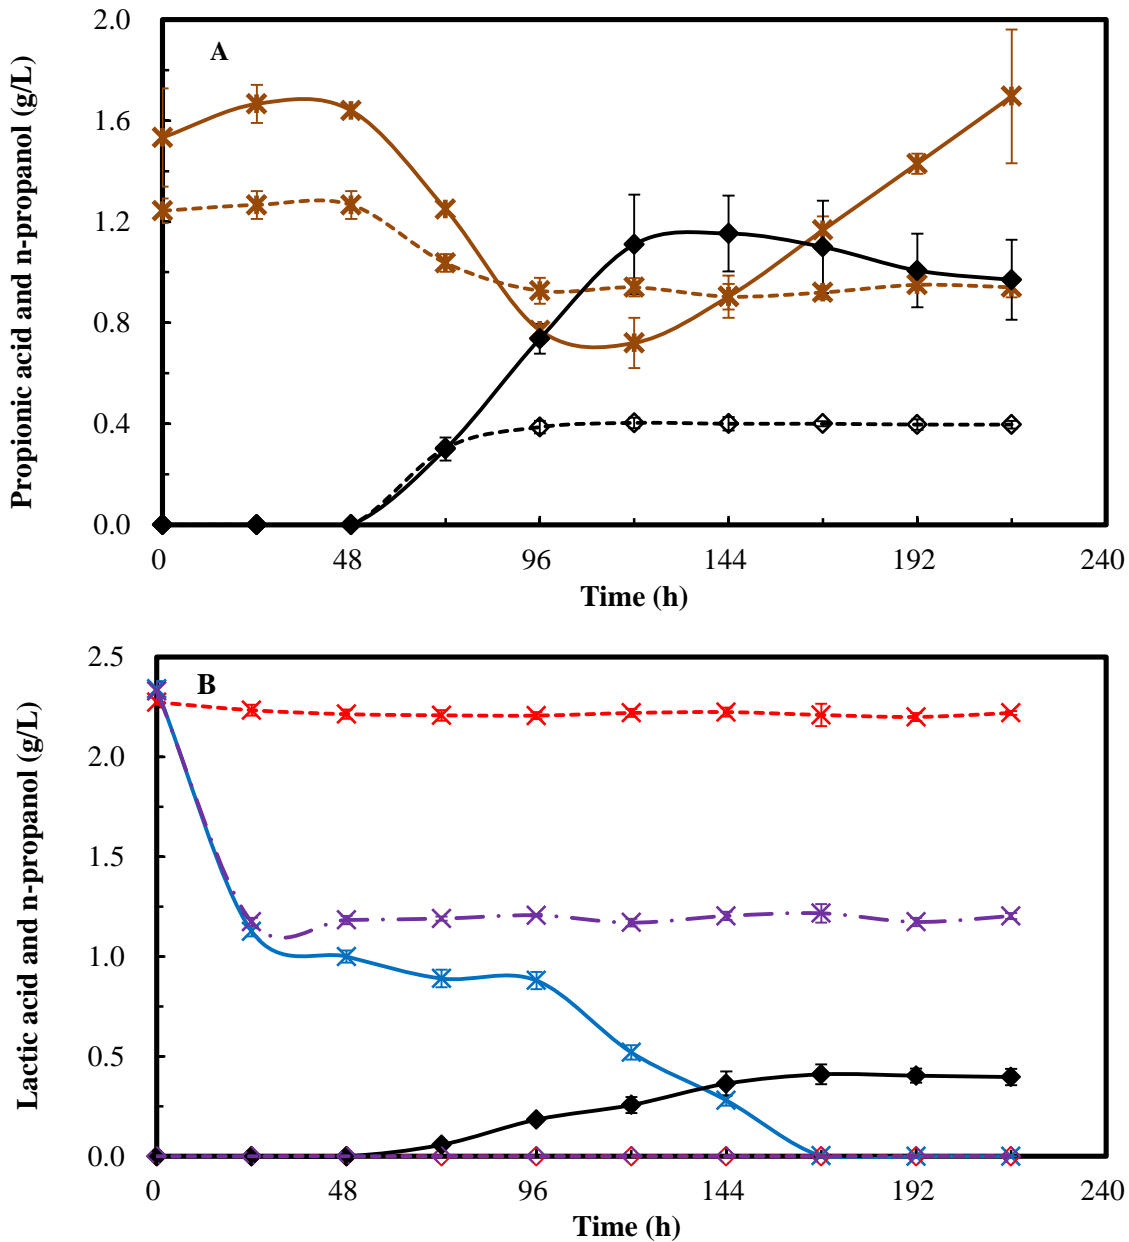 A
Propionic acid and n-propanol (g/L)
2.0
1.6
1.2
0.8
0.4
0.0
0 48 96 144 192 240
Time (h)
B
Lactic acid and n-propanol (g/L)
2.5
2.0
1.5
1.0
0.5
0.0
0 48 96 144 192 240
Time (h)